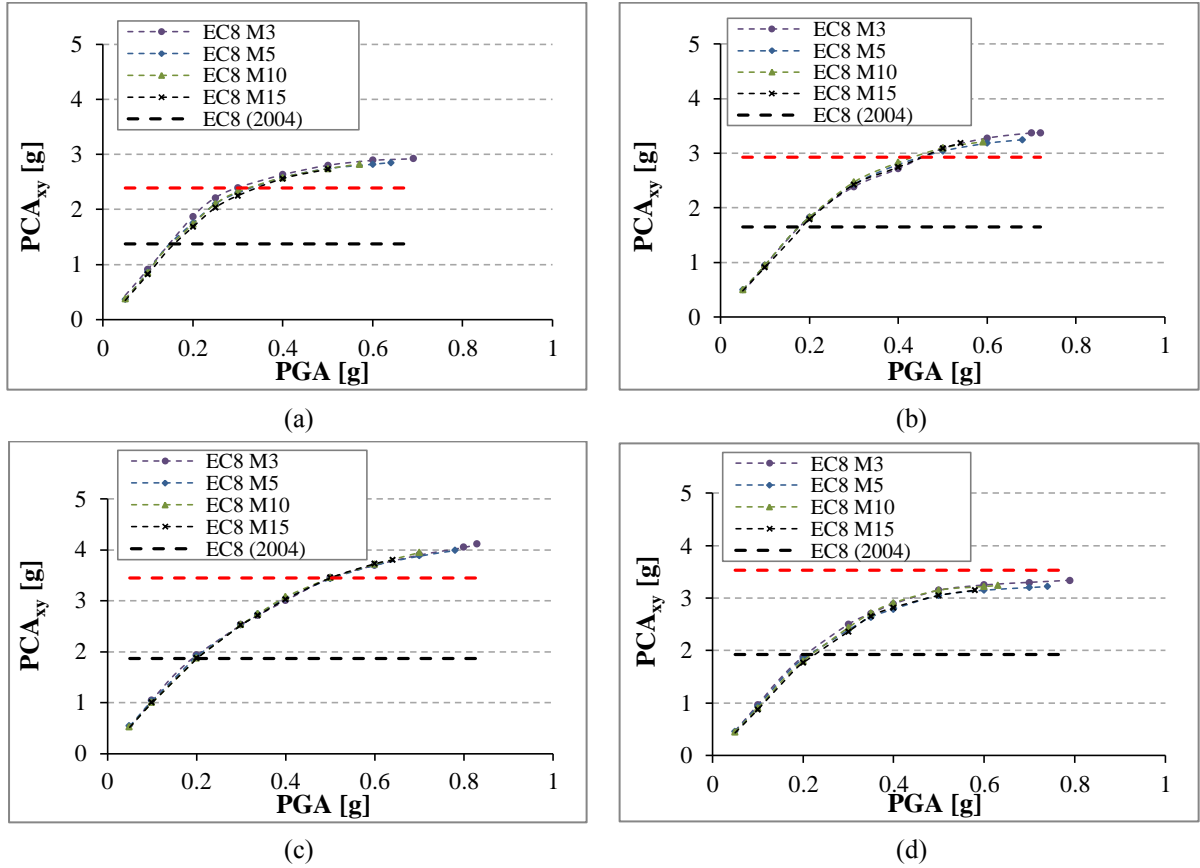 EC8 M3
EC8 M5
EC8 M10
EC8 M15
EC8 (2004)
5
4
3
2
1
0
PCAxy [g]
0 0.2 0.4 0.6 0.8 1
PGA [g]
(a)
EC8 M3
EC8 M5
EC8 M10
EC8 M15
EC8 (2004)
5
4
3
2
1
0
PCAxy [g]
0 0.2 0.4 0.6 0.8 1
PGA [g]
(b)
EC8 M3
EC8 M5
EC8 M10
EC8 M15
EC8 (2004)
5
4
3
2
1
0
PCAxy [g]
0 0.2 0.4 0.6 0.8 1
PGA [g]
(c)
EC8 M3
EC8 M5
EC8 M10
EC8 M15
EC8 (2004)
5
4
3
2
1
0
PCAxy [g]
0 0.2 0.4 0.6 0.8 1
PGA [g]
(d)